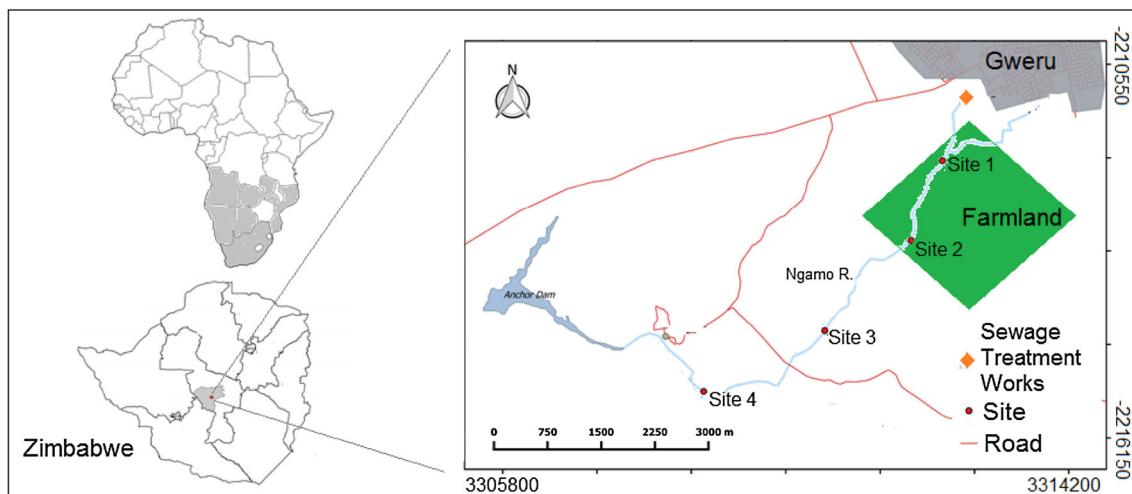 Zimbabwe
N
Gweru
Site 1
Farmland
Site 2
Ngamo R.
Anchor Dam
Site 3
Site 4
Sewage
Treatment
Works
Site
Road
0 750 1500 2250 3000 m
3305800
3314200
-2210550
-2216150